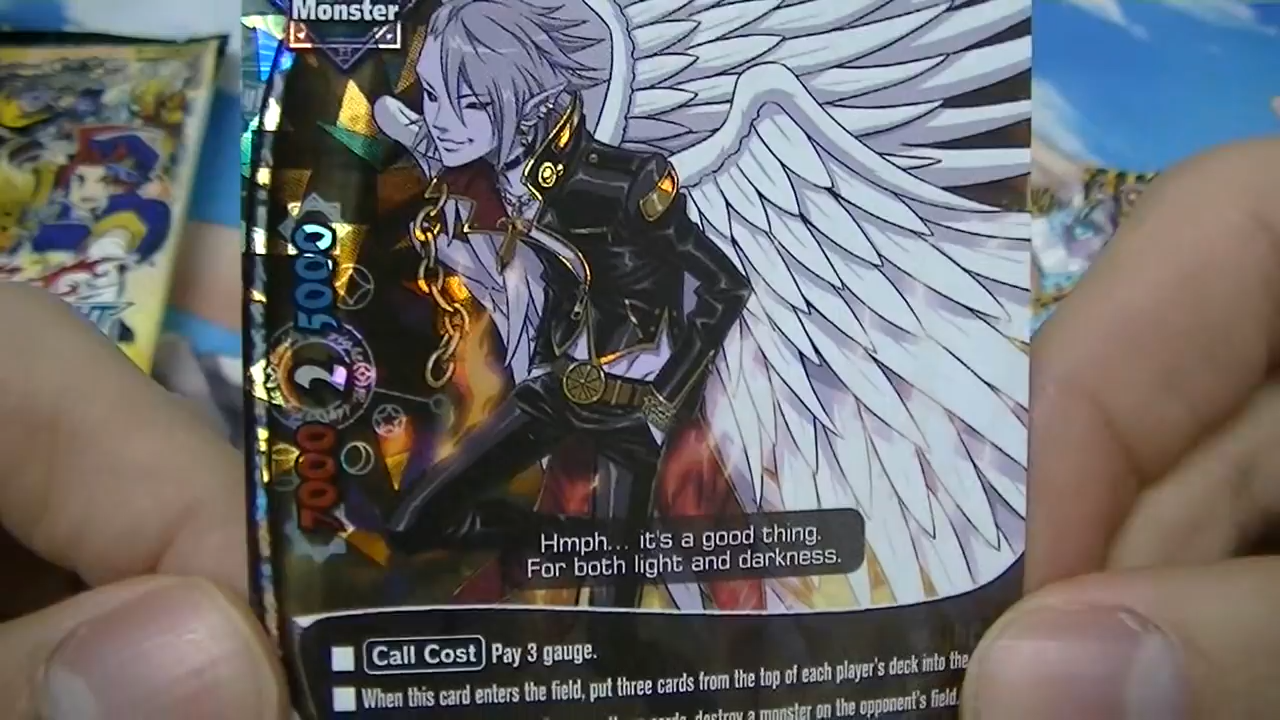 Monster
5000
2
7000
Hmph... it's a good thing.
For both light and darkness.
Call Cost Pay 3 gauge.
When this card enters the field, put three cards from the top of each player's deck into the
cards, destroy a monster on the opponent's field.